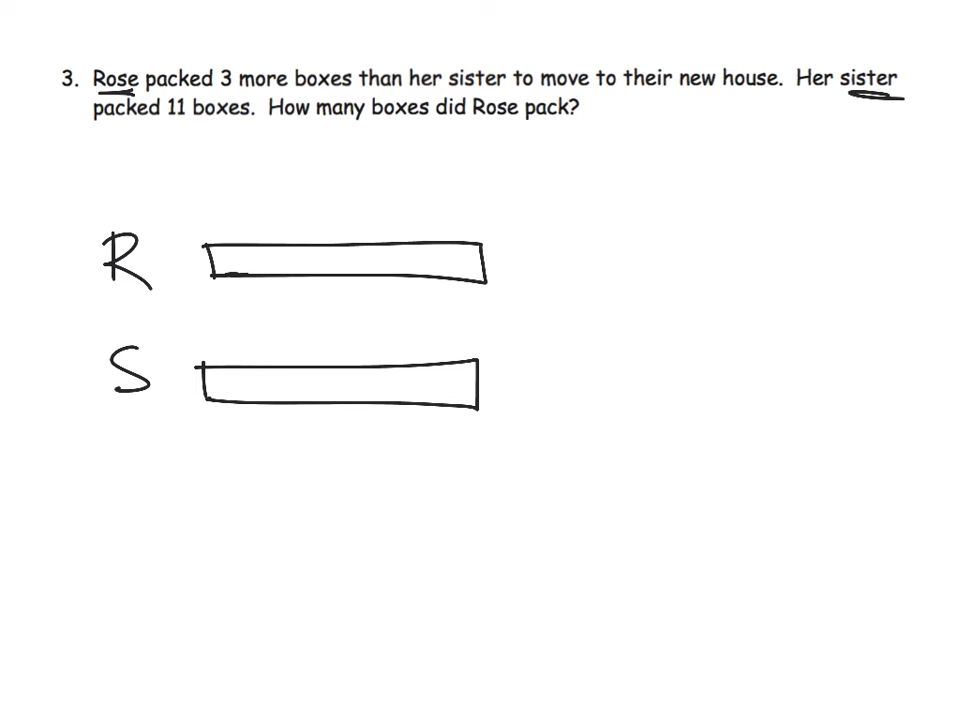 3. Rose packed 3 more boxes than her sister to move to their new house. Her sister
packed 11 boxes. How many boxes did Rose pack?
R
S